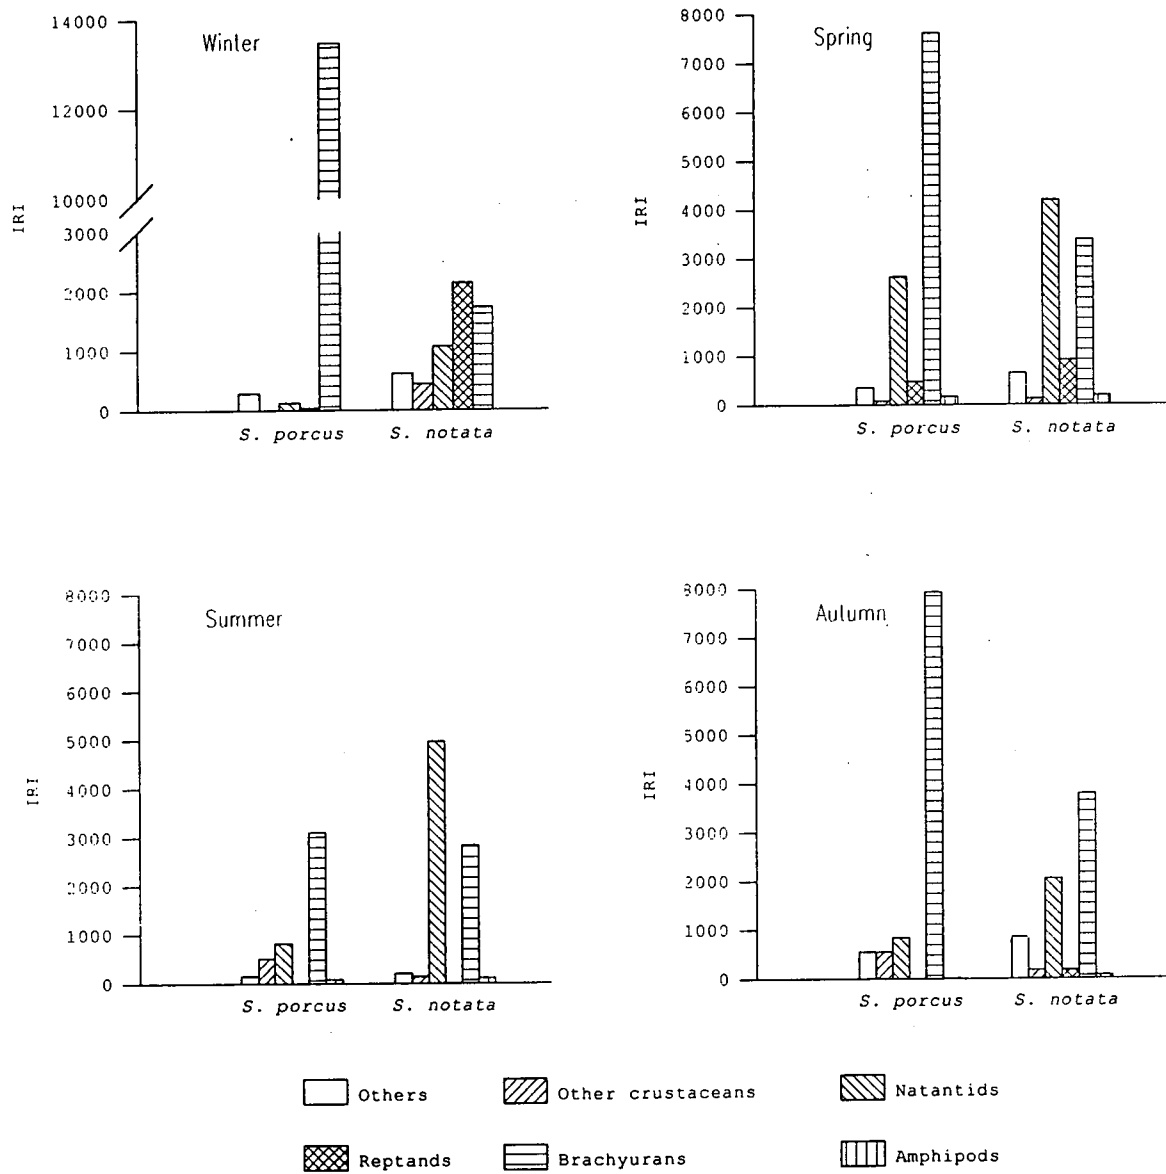 Winter
14000
12000
10000
3000
2000
1000
0
IRI
S. porcus S. notata
Spring
8000
7000
6000
5000
4000
3000
2000
1000
0
IRI
S. porcus S. notata
Summer
8000
7000
6000
5000
4000
3000
2000
1000
0
IRI
S. porcus S. notata
Autumn
8000
7000
6000
5000
4000
3000
2000
1000
0
IRI
S. porcus S. notata
Others Other crustaceans Natantids
Reptands Brachyurans Amphipods